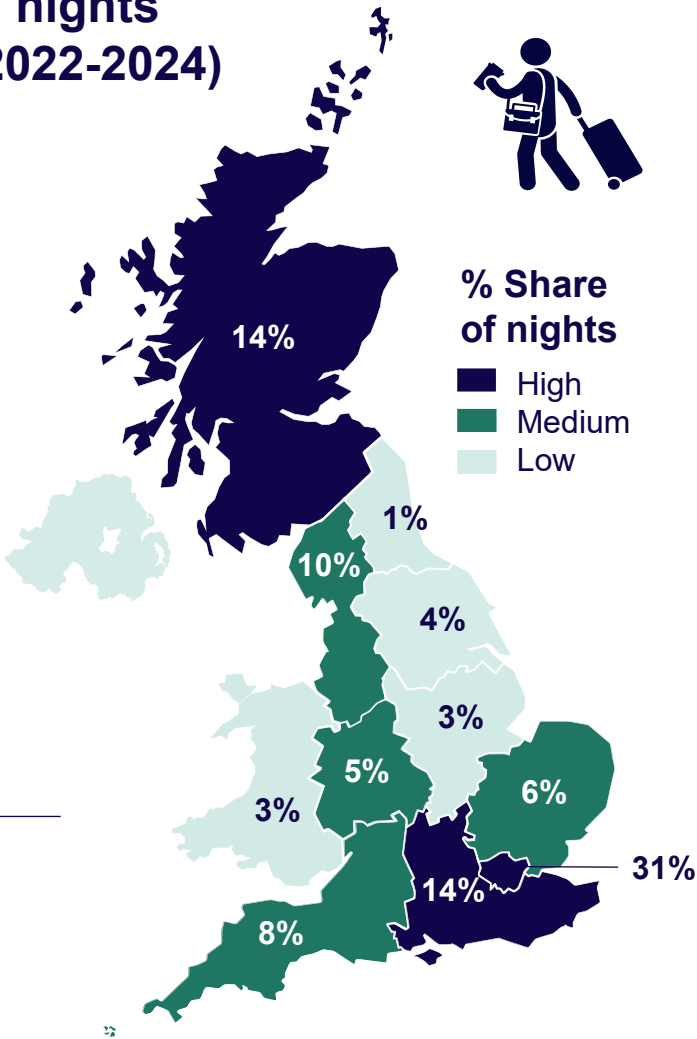 nights
2022-2024)
% Share
of nights
High
Medium
Low
14%
1%
10%
4%
3%
5%
6%
3%
31%
14%
8%